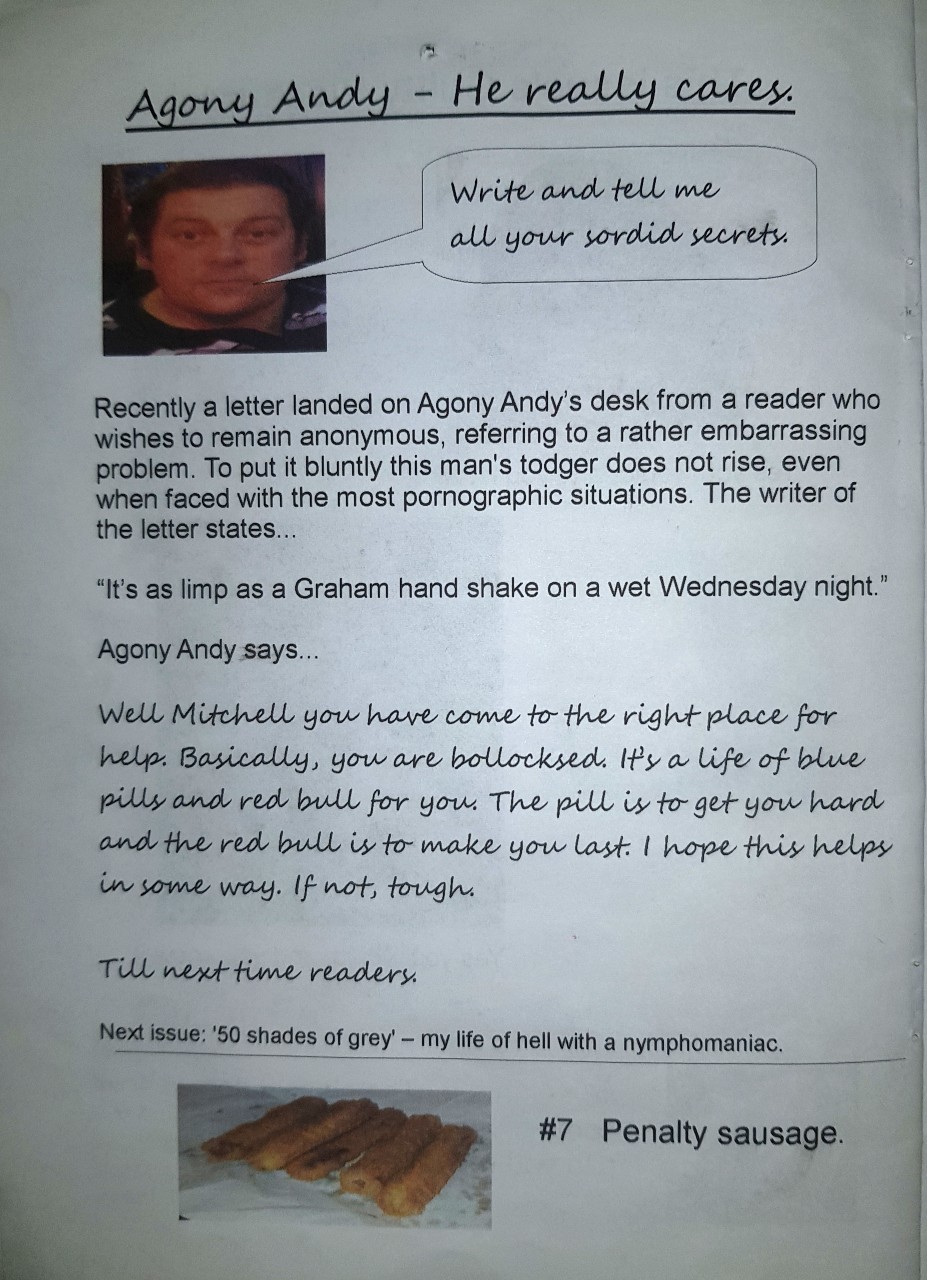 Agony Andy - He really cares.
Write and tell me
all your sordid secrets.
Recently a letter landed on Agony Andy's desk from a reader who
wishes to remain anonymous, referring to a rather embarrassing
problem. To put it bluntly this man's todger does not rise, even
when faced with the most pornographic situations. The writer of
the letter states...
“It's as limp as a Graham hand shake on a wet Wednesday night.”
Agony Andy says...
Well Mitchell you have come to the right place for
help. Basically, you are bollocksed. It's a life of blue
pills and red bull for you. The pill is to get you hard
and the red bull is to make you last. I hope this helps
in some way. If not, tough.
Till next time readers.
Next issue: '50 shades of grey' – my life of hell with a nymphomaniac.
#7 Penalty sausage.